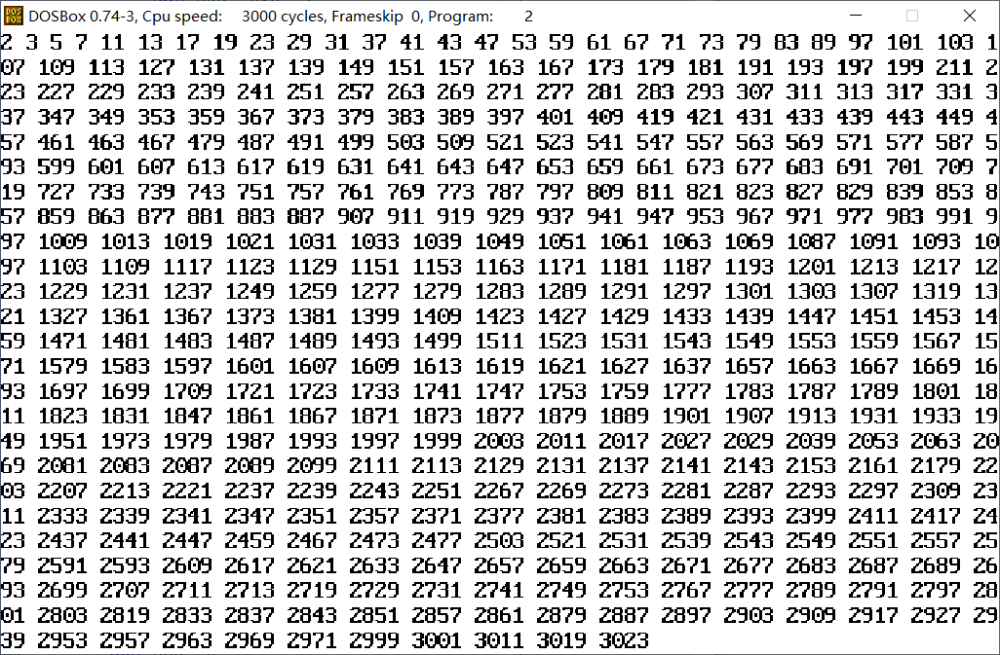 DOSBox 0.74-3, Cpu speed: 3000 cycles, Frameskip 0, Program: 2
2 3 5 7 11 13 17 19 23 29 31 37 41 43 47 53 59 61 67 71 73 79 83 89 97 101 103 1
07 109 113 127 131 137 139 149 151 157 163 167 173 179 181 191 193 197 199 211 2
23 227 229 233 239 241 251 257 263 269 271 277 281 283 293 307 311 313 317 331 3
37 347 349 353 359 367 373 379 383 389 397 401 409 419 421 431 433 439 443 449 4
57 461 463 467 479 487 491 499 503 509 521 523 541 547 557 563 569 571 577 587 5
93 599 601 607 613 617 619 631 641 643 647 653 659 661 673 677 683 691 701 709 7
19 727 733 739 743 751 757 761 769 773 787 797 809 811 821 823 827 829 839 853 8
57 859 863 877 881 883 887 907 911 919 929 937 941 947 953 967 971 977 983 991 9
97 1009 1013 1019 1021 1031 1033 1039 1049 1051 1061 1063 1069 1087 1091 1093 10
97 1103 1109 1117 1123 1129 1151 1153 1163 1171 1181 1187 1193 1201 1213 1217 12
23 1229 1231 1237 1249 1259 1277 1279 1283 1289 1291 1297 1301 1303 1307 1319 13
21 1327 1361 1367 1373 1381 1399 1409 1423 1427 1429 1433 1439 1447 1451 1453 14
59 1471 1481 1483 1487 1489 1493 1499 1511 1523 1531 1543 1549 1553 1559 1567 15
71 1579 1583 1597 1601 1607 1609 1613 1619 1621 1627 1637 1657 1663 1667 1669 16
93 1697 1699 1709 1721 1723 1733 1741 1747 1753 1759 1777 1783 1787 1789 1801 18
11 1823 1831 1847 1861 1867 1871 1873 1877 1879 1889 1901 1907 1913 1931 1933 19
49 1951 1973 1979 1987 1993 1997 1999 2003 2011 2017 2027 2029 2039 2053 2063 20
69 2081 2083 2087 2089 2099 2111 2113 2129 2131 2137 2141 2143 2153 2161 2179 22
03 2207 2213 2221 2237 2239 2243 2251 2267 2269 2273 2281 2287 2293 2297 2309 23
11 2333 2339 2341 2347 2351 2357 2371 2377 2381 2383 2389 2393 2399 2411 2417 24
23 2437 2441 2447 2459 2467 2473 2477 2503 2521 2531 2539 2543 2549 2551 2557 25
79 2591 2593 2609 2617 2621 2633 2647 2657 2659 2663 2671 2677 2683 2687 2689 26
93 2699 2707 2711 2713 2719 2729 2731 2741 2749 2753 2767 2777 2789 2791 2797 28
01 2803 2819 2833 2837 2843 2851 2857 2861 2879 2887 2897 2903 2909 2917 2927 29
39 2953 2957 2963 2969 2971 2999 3001 3011 3019 3023